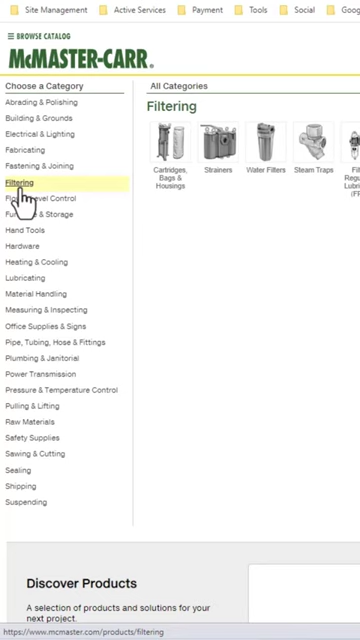 Site Management Active Services Payment Tools Social
☰ BROWSE CATALOG
McMASTER-CARR®
Choose a Category
Abrading & Polishing
Building & Grounds
Electrical & Lighting
Fabricating
Fastening & Joining
Filtering
Level Control
& Storage
Hand Tools
Hardware
Heating & Cooling
Lubricating
Material Handling
Measuring & Inspecting
Office Supplies & Signs
Pipe, Tubing, Hose & Fittings
Plumbing & Janitorial
Power Transmission
Pressure & Temperature Control
Pulling & Lifting
Raw Materials
Safety Supplies
Sawing & Cutting
Sealing
Shipping
Suspending
All Categories
Filtering
Cartridges,
Bags &
Housings
Strainers
Water Filters
Steam Traps
Discover Products
A selection of products and solutions for your
next project.
https://www.mcmaster.com/products/filtering